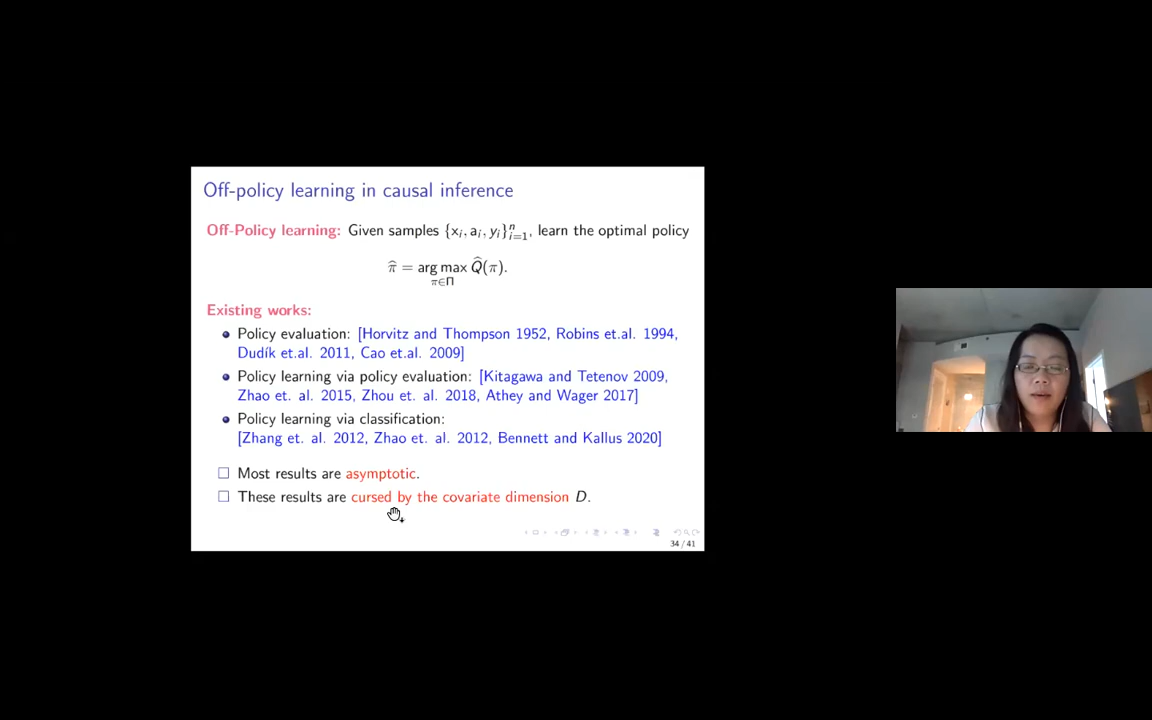 Off-policy learning in causal inference
Off-Policy learning: Given samples {xᵢ, aᵢ, yᵢ}ⁿᵢ₌₁, learn the optimal policy
π̂ = arg max Q̂(π).
π∈Π
Existing works:
Policy evaluation: [Horvitz and Thompson 1952, Robins et.al. 1994,
Dudík et.al. 2011, Cao et.al. 2009]
Policy learning via policy evaluation: [Kitagawa and Tetenov 2009,
Zhao et. al. 2015, Zhou et. al. 2018, Athey and Wager 2017]
Policy learning via classification:
[Zhang et. al. 2012, Zhao et. al. 2012, Bennett and Kallus 2020]
Most results are asymptotic.
These results are cursed by the covariate dimension D.
34 / 41